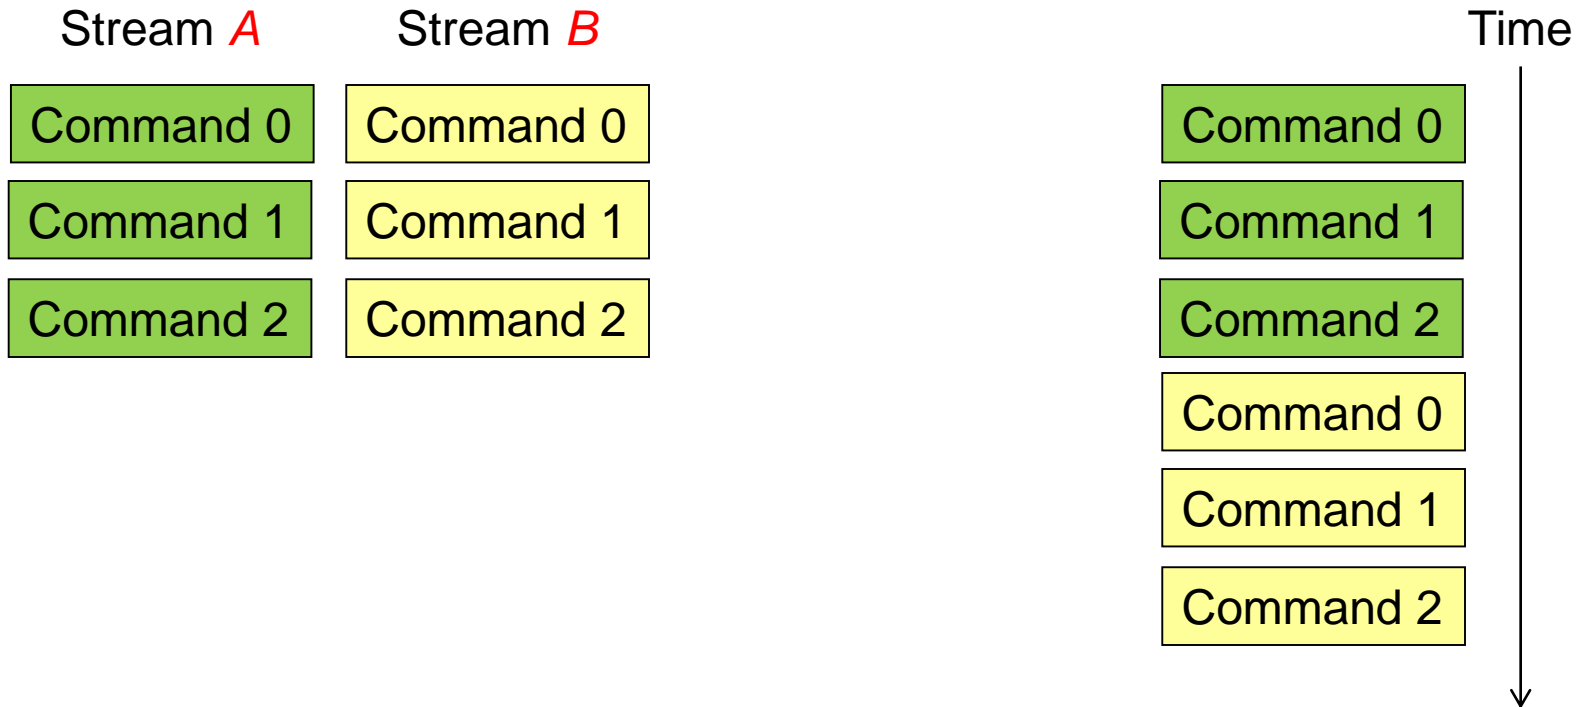 Stream A Stream B Time
Command 0 Command 0 Command 0
Command 1 Command 1 Command 1
Command 2 Command 2 Command 2
Command 0
Command 1
Command 2